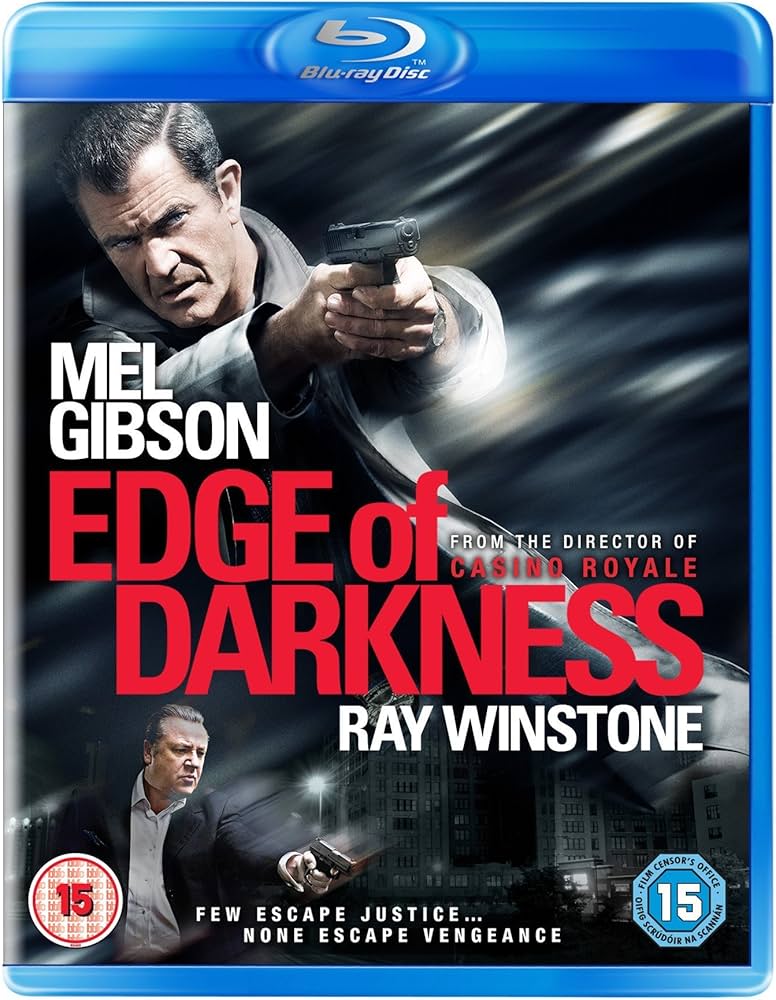 Blu-ray Disc™
MEL
GIBSON
EDGE of
FROM THE DIRECTOR OF
CASINO ROYALE
DARKNESS
RAY WINSTONE
15
FEW ESCAPE JUSTICE...
NONE ESCAPE VENGEANCE
FILM CENSOR'S OFFICE
15
OIFIG SCRÚDÓIR NA SCANNÁN